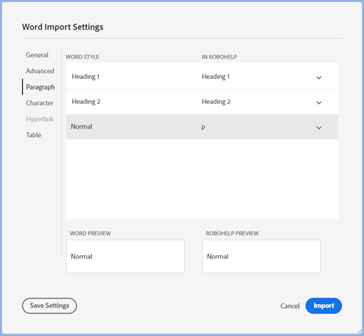 Word Import Settings
General
Advanced
Paragraph
Character
Hyperlink
Table
WORD STYLE IN ROBOHELP
Heading 1 Heading 1
Heading 2 Heading 2
Normal p
WORD PREVIEW ROBOHELP PREVIEW
Normal Normal
Save Settings Cancel Import